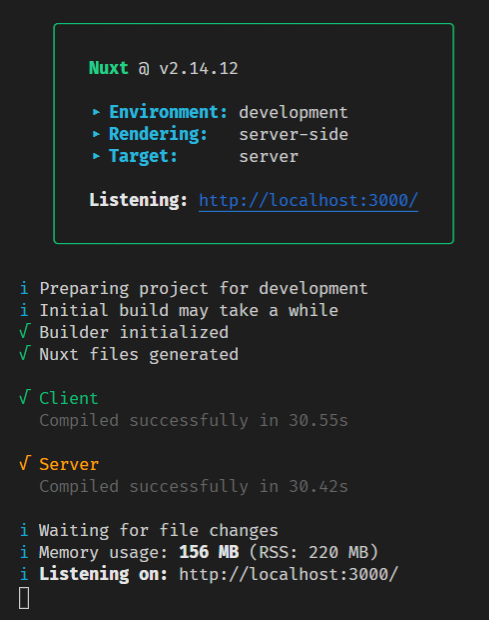 Nuxt @ v2.14.12
▸ Environment: development
▸ Rendering: server-side
▸ Target: server
Listening: http://localhost:3000/
i Preparing project for development
i Initial build may take a while
√ Builder initialized
√ Nuxt files generated
√ Client
Compiled successfully in 30.55s
√ Server
Compiled successfully in 30.42s
i Waiting for file changes
i Memory usage: 156 MB (RSS: 220 MB)
i Listening on: http://localhost:3000/